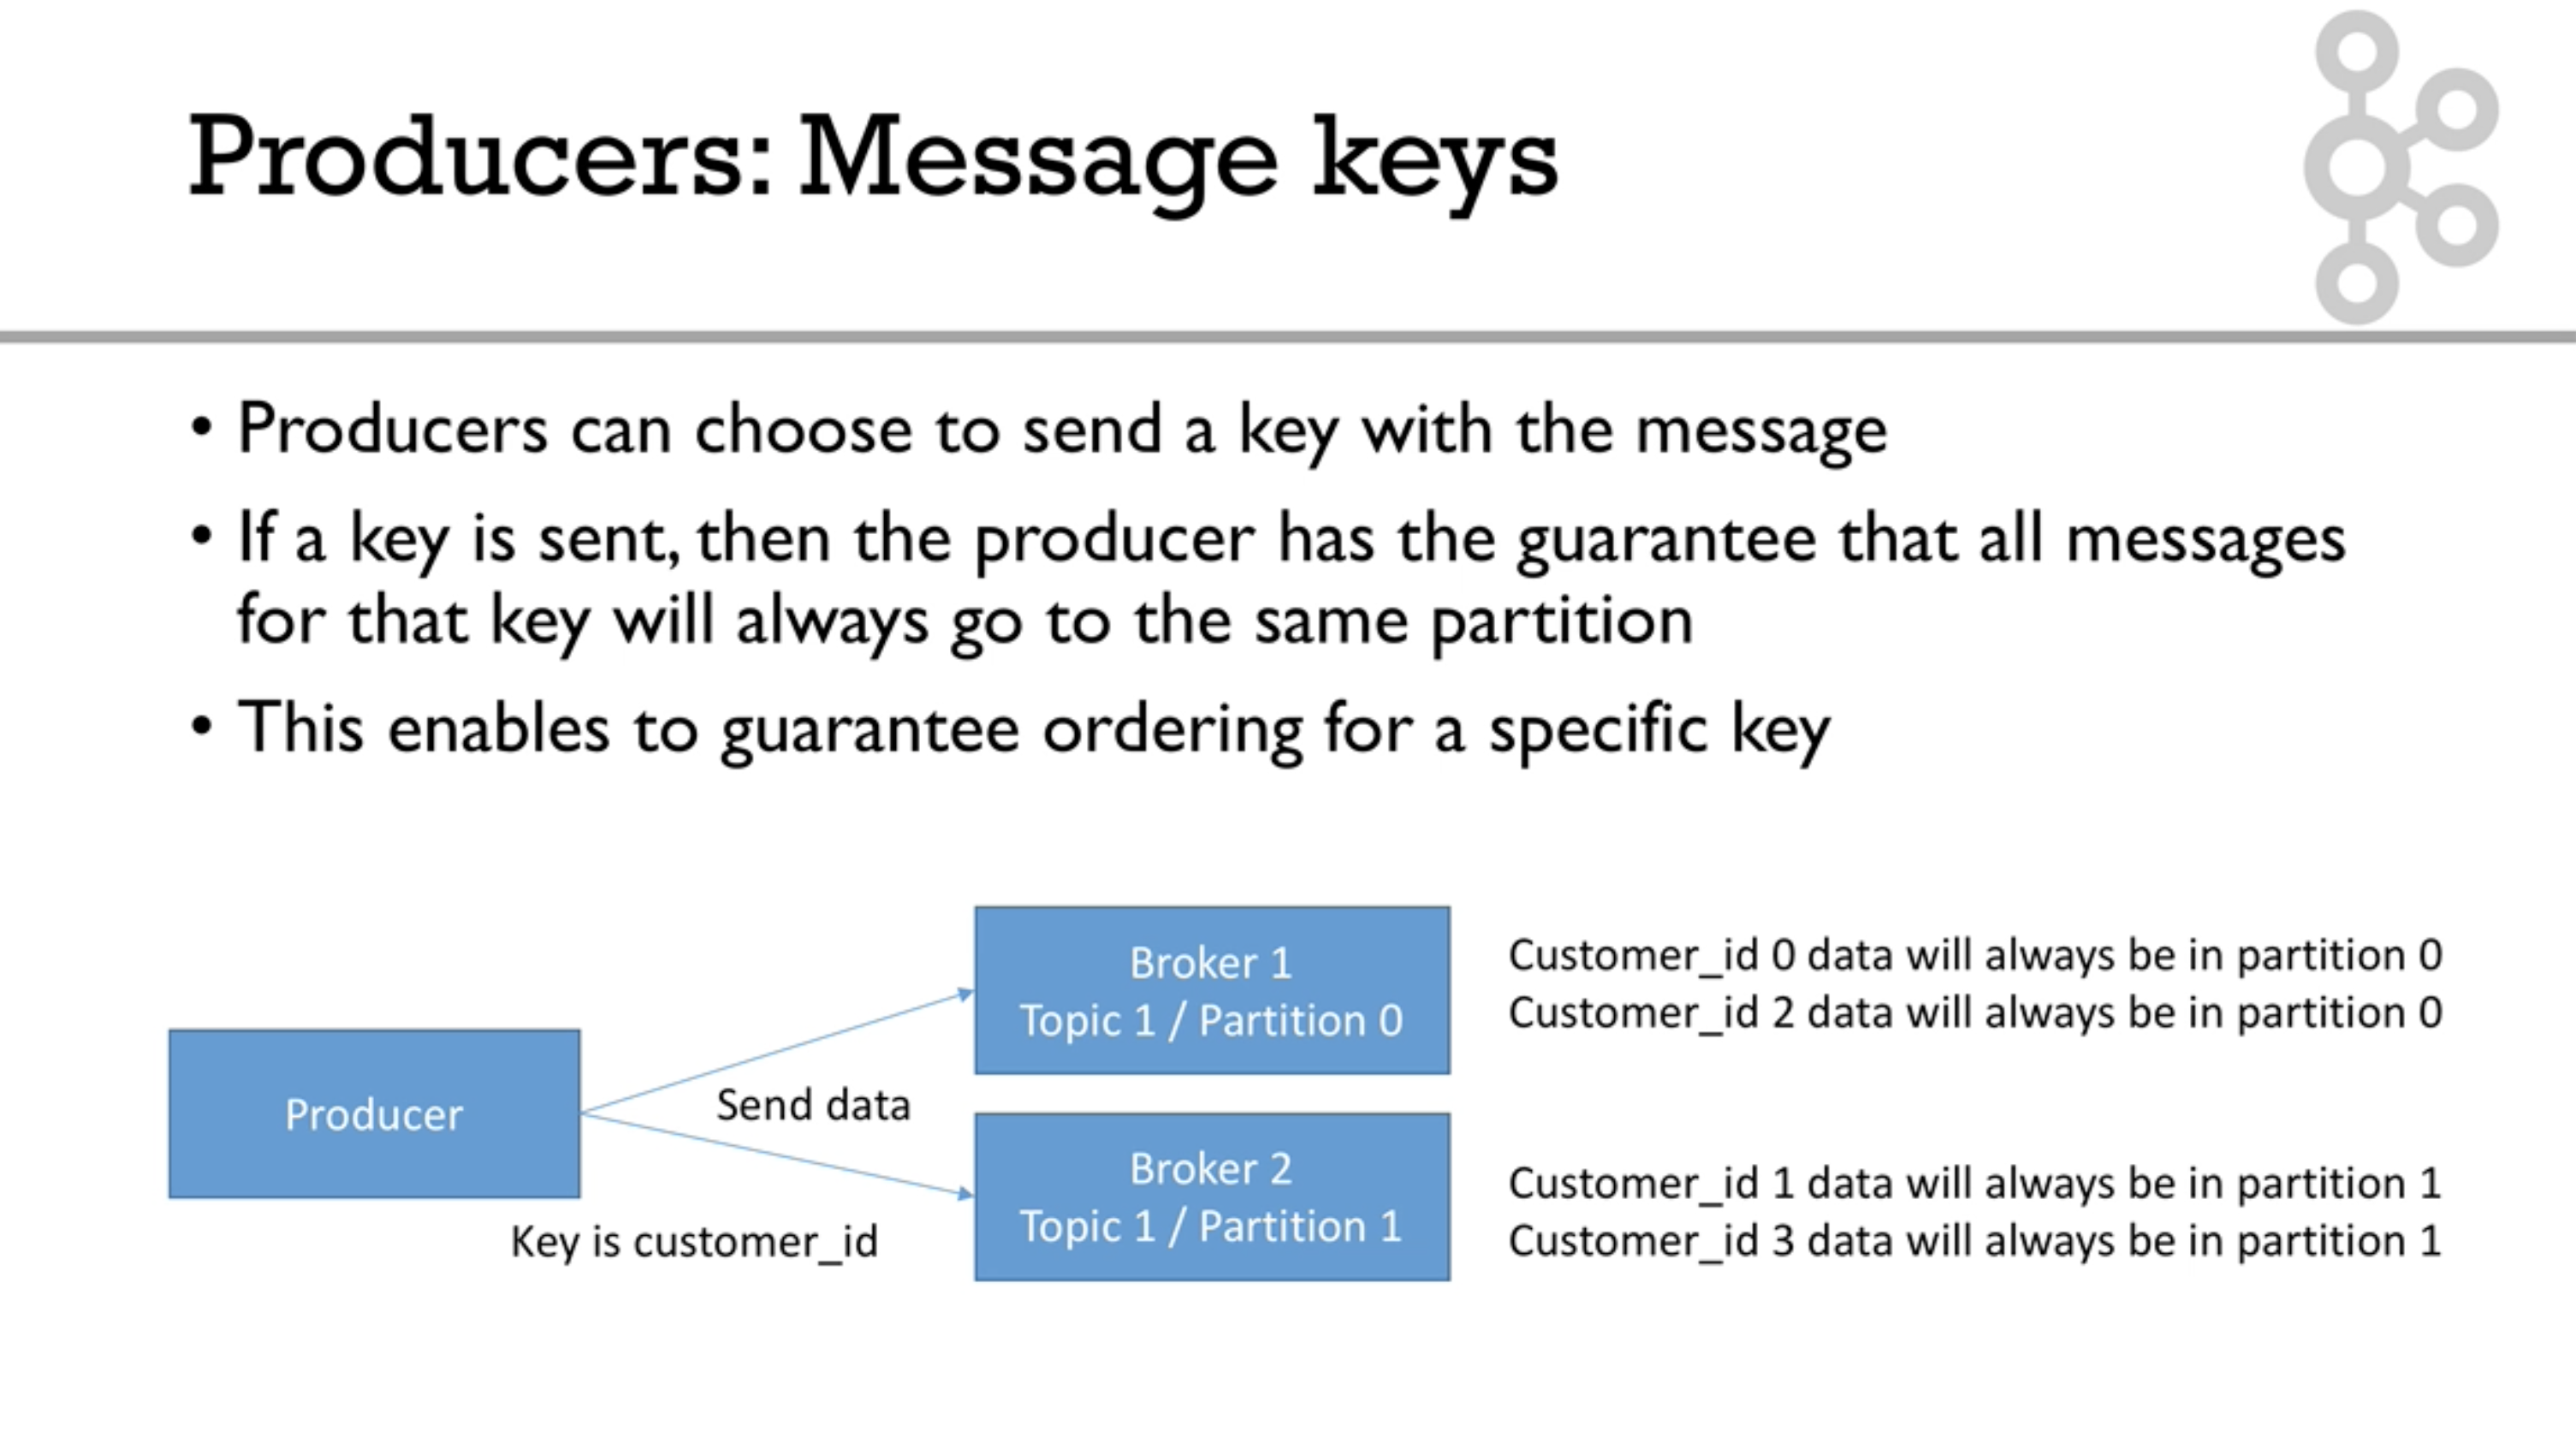 Producers: Message keys
• Producers can choose to send a key with the message
• If a key is sent, then the producer has the guarantee that all messages
for that key will always go to the same partition
• This enables to guarantee ordering for a specific key
Producer
Send data
Key is customer_id
Broker 1
Topic 1 / Partition 0
Customer_id 0 data will always be in partition 0
Customer_id 2 data will always be in partition 0
Broker 2
Topic 1 / Partition 1
Customer_id 1 data will always be in partition 1
Customer_id 3 data will always be in partition 1